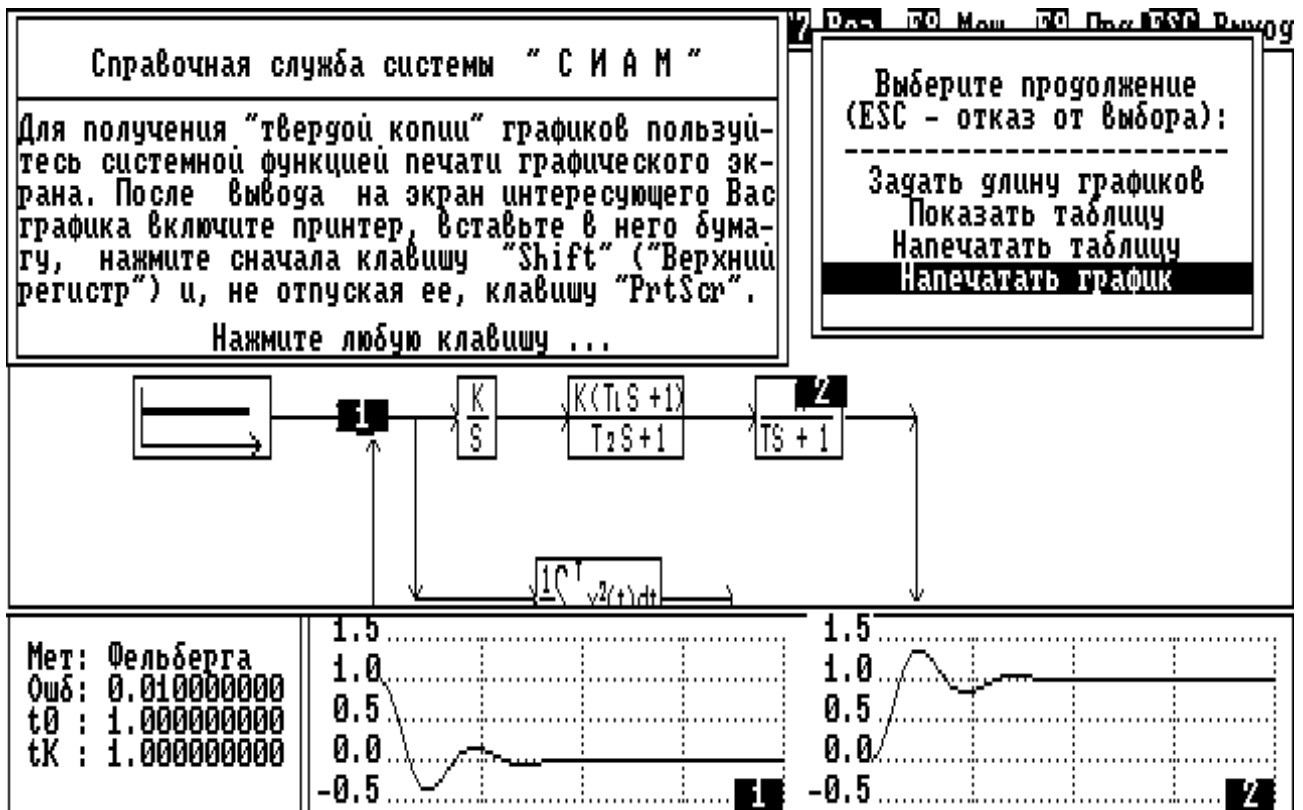 Выход
Справочная служба системы " С И А М "
Для получения "твердой копии" графиков пользуй-
тесь системной функцией печати графического эк-
рана. После вывода на экран интересующего Вас
графика включите принтер, вставьте в него бума-
гу, нажмите сначала клавишу "Shift" ("Верхний
регистр") и, не отпуская ее, клавишу "PrtScr".
Нажмите любую клавишу ...
Выберите продолжение
(ESC - отказ от выбора):
------------------------
Задать длину графиков
Показать таблицу
Напечатать таблицу
Напечатать график
1
K
S
K(T1S +1)
T2S+1
2
TS + 1
Мет: Фельберга
Ошб: 0.010000000
t0 : 1.000000000
tK : 1.000000000
1.5
1.0
0.5
0.0
-0.5
1
1.5
1.0
0.5
0.0
-0.5
2